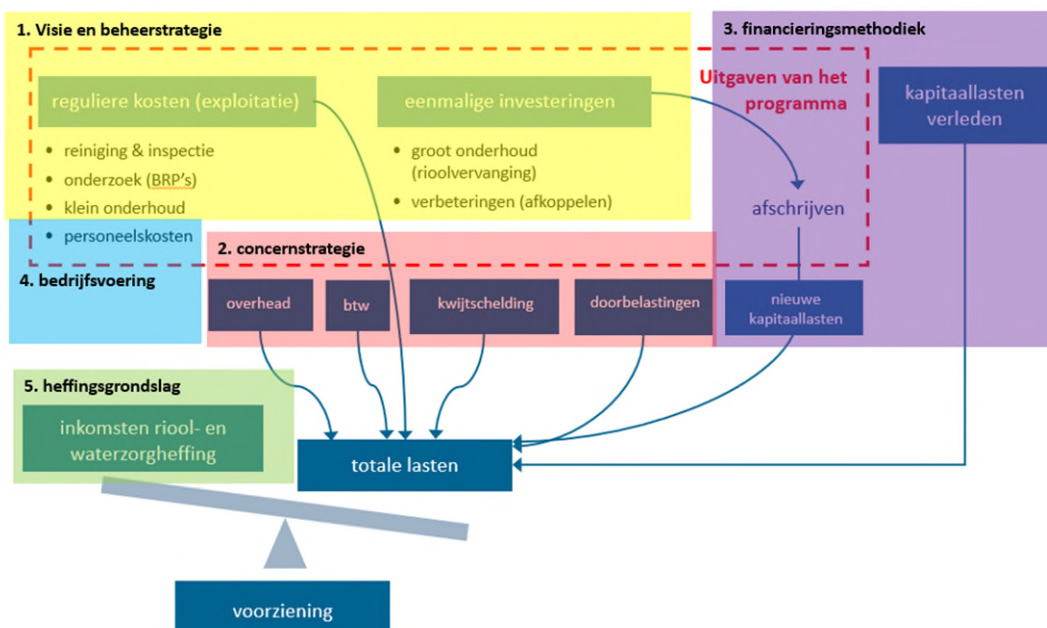 1. Visie en beheerstrategie
3. financieringsmethodiek
Uitgaven van het
programma
reguliere kosten (exploitatie)
eenmalige investeringen
kapitaallasten
verleden
• reiniging & inspectie
• onderzoek (BRP's)
• klein onderhoud
• personeelskosten
• groot onderhoud
(rioolvervanging)
• verbeteringen (afkoppelen)
afschrijven
2. concernstrategie
4. bedrijfsvoering
overhead
btw
kwijtschelding
doorbelastingen
nieuwe
kapitaallasten
5. heffingsgrondslag
inkomsten riool- en
waterzorgheffing
totale lasten
voorziening